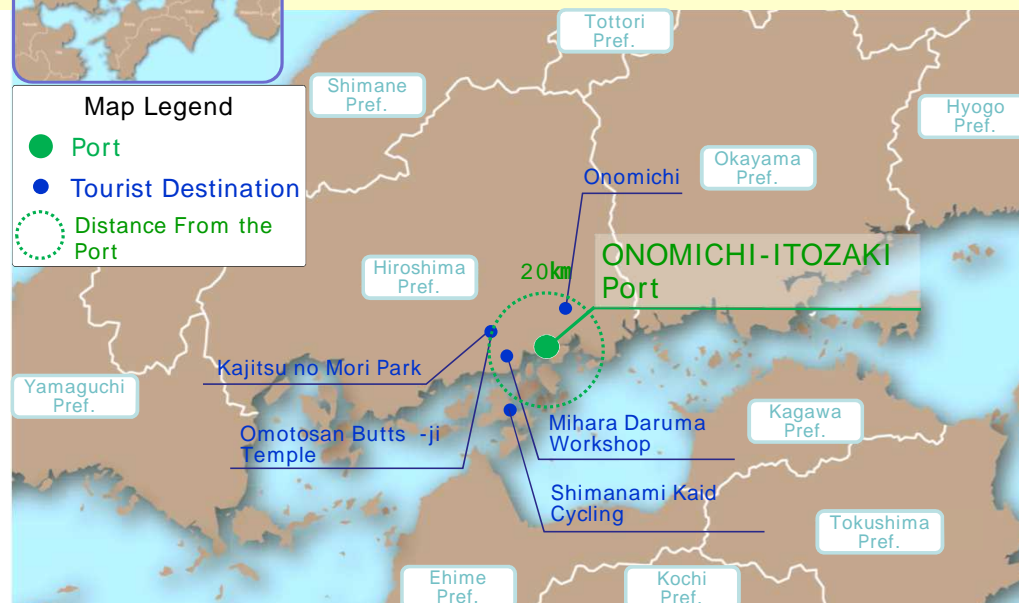 Tottori
Pref.
Shimane
Pref.
Hyogo
Pref.
Map Legend
Port
Tourist Destination
Distance From the
Port
Okayama
Pref.
Onomichi
ONOMICHI-ITOZAKI
Port
20km
Hiroshima
Pref.
Kajitsu no Mori Park
Yamaguchi
Pref.
Omotosan Butts -ji
Temple
Mihara Daruma
Workshop
Kagawa
Pref.
Shimanami Kaid
Cycling
Tokushima
Pref.
Ehime
Pref.
Kochi
Pref.